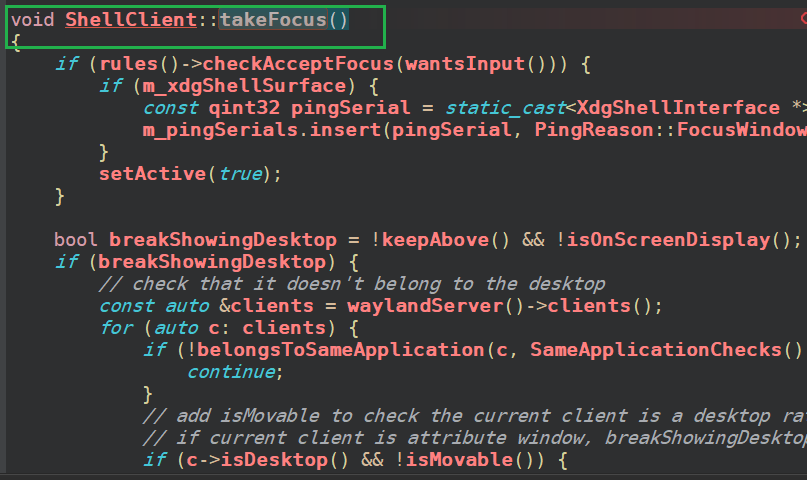 void ShellClient::takeFocus()
{
    if (rules()->checkAcceptFocus(wantsInput())) {
        if (m_xdgShellSurface) {
            const qint32 pingSerial = static_cast<XdgShellInterface *>
            m_pingSerials.insert(pingSerial, PingReason::FocusWindow
        }
        setActive(true);
    }

    bool breakShowingDesktop = !keepAbove() && !isOnScreenDisplay();
    if (breakShowingDesktop) {
        // check that it doesn't belong to the desktop
        const auto &clients = waylandServer()->clients();
        for (auto c: clients) {
            if (!belongsToSameApplication(c, SameApplicationChecks()
                continue;
            }
            // add isMovable to check the current client is a desktop ra
            // if current client is attribute window, breakShowingDesktop
            if (c->isDesktop() && !isMovable()) {